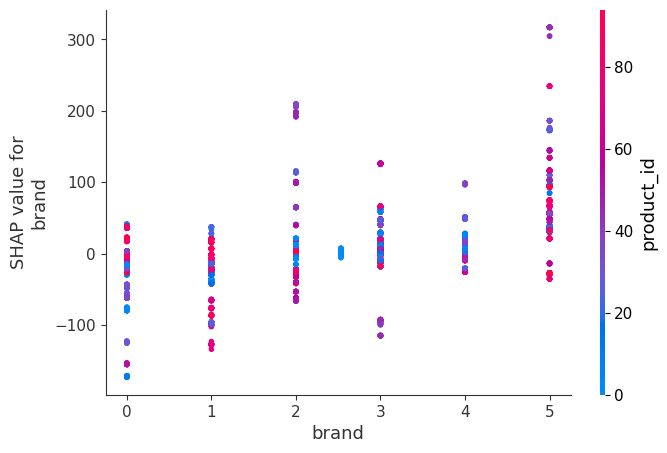 300
200
100
0
−100
SHAP value for
brand
0 1 2 3 4 5
brand
80
60
40
20
0
product_id